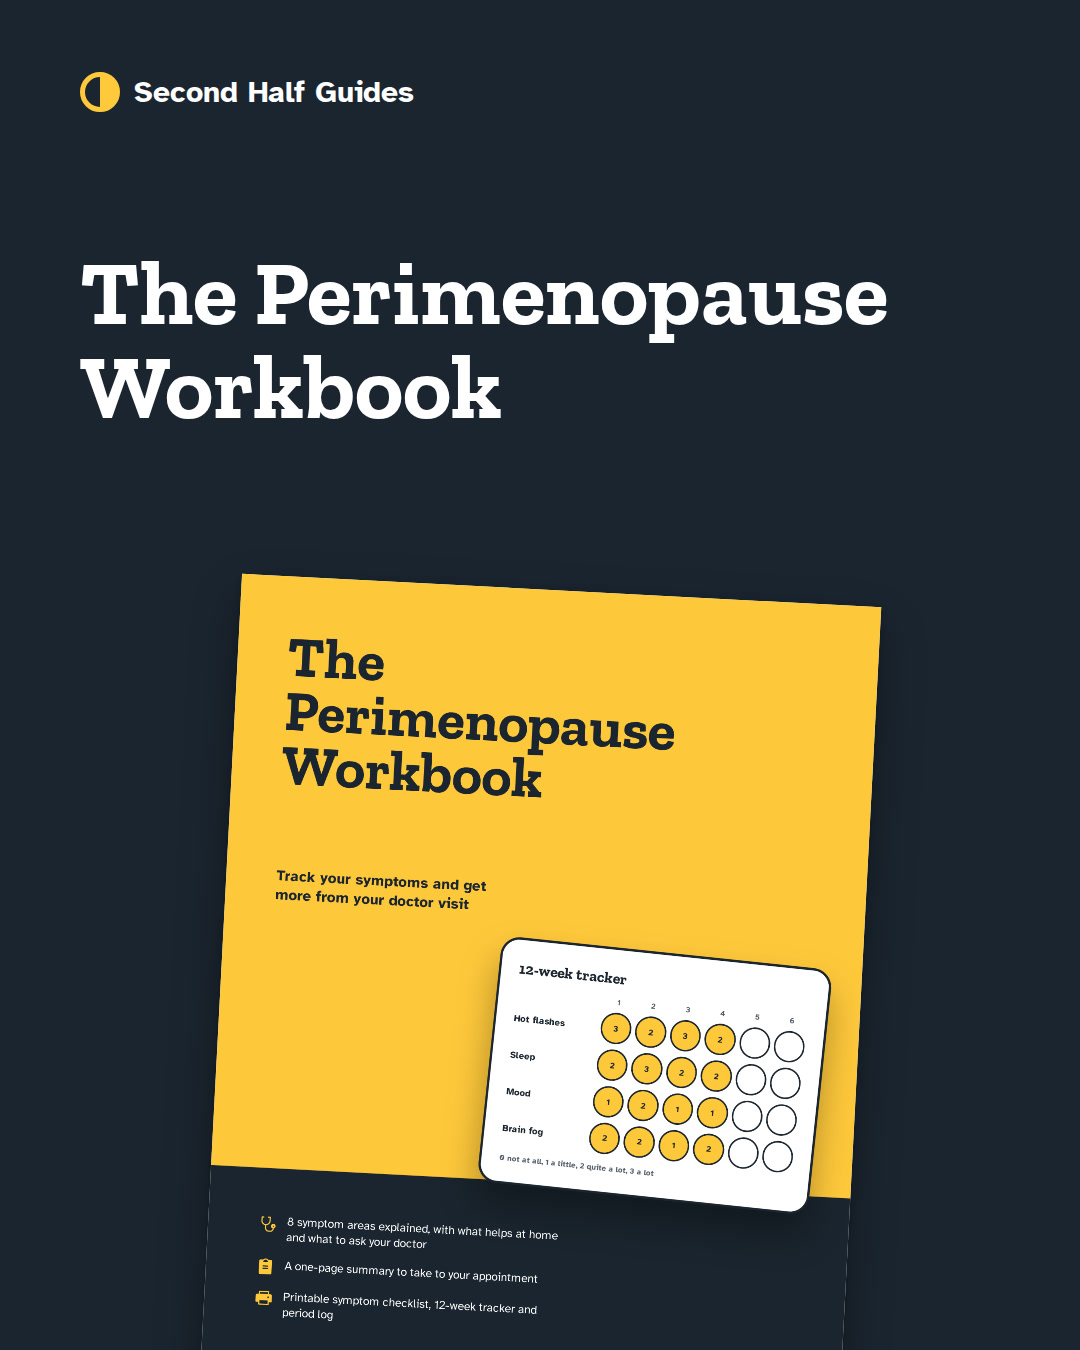 Second Half Guides
The Perimenopause
Workbook
The
Perimenopause
Workbook
Track your symptoms and get
more from your doctor visit
12-week tracker
1 2 3 4 5 6
Hot flashes 3 2 3 2
Sleep 2 3 2 2
Mood 1 2 1 1
Brain fog 2 2 1 2
0 not at all, 1 a little, 2 quite a lot, 3 a lot
8 symptom areas explained, with what helps at home
and what to ask your doctor
A one-page summary to take to your appointment
Printable symptom checklist, 12-week tracker and
period log